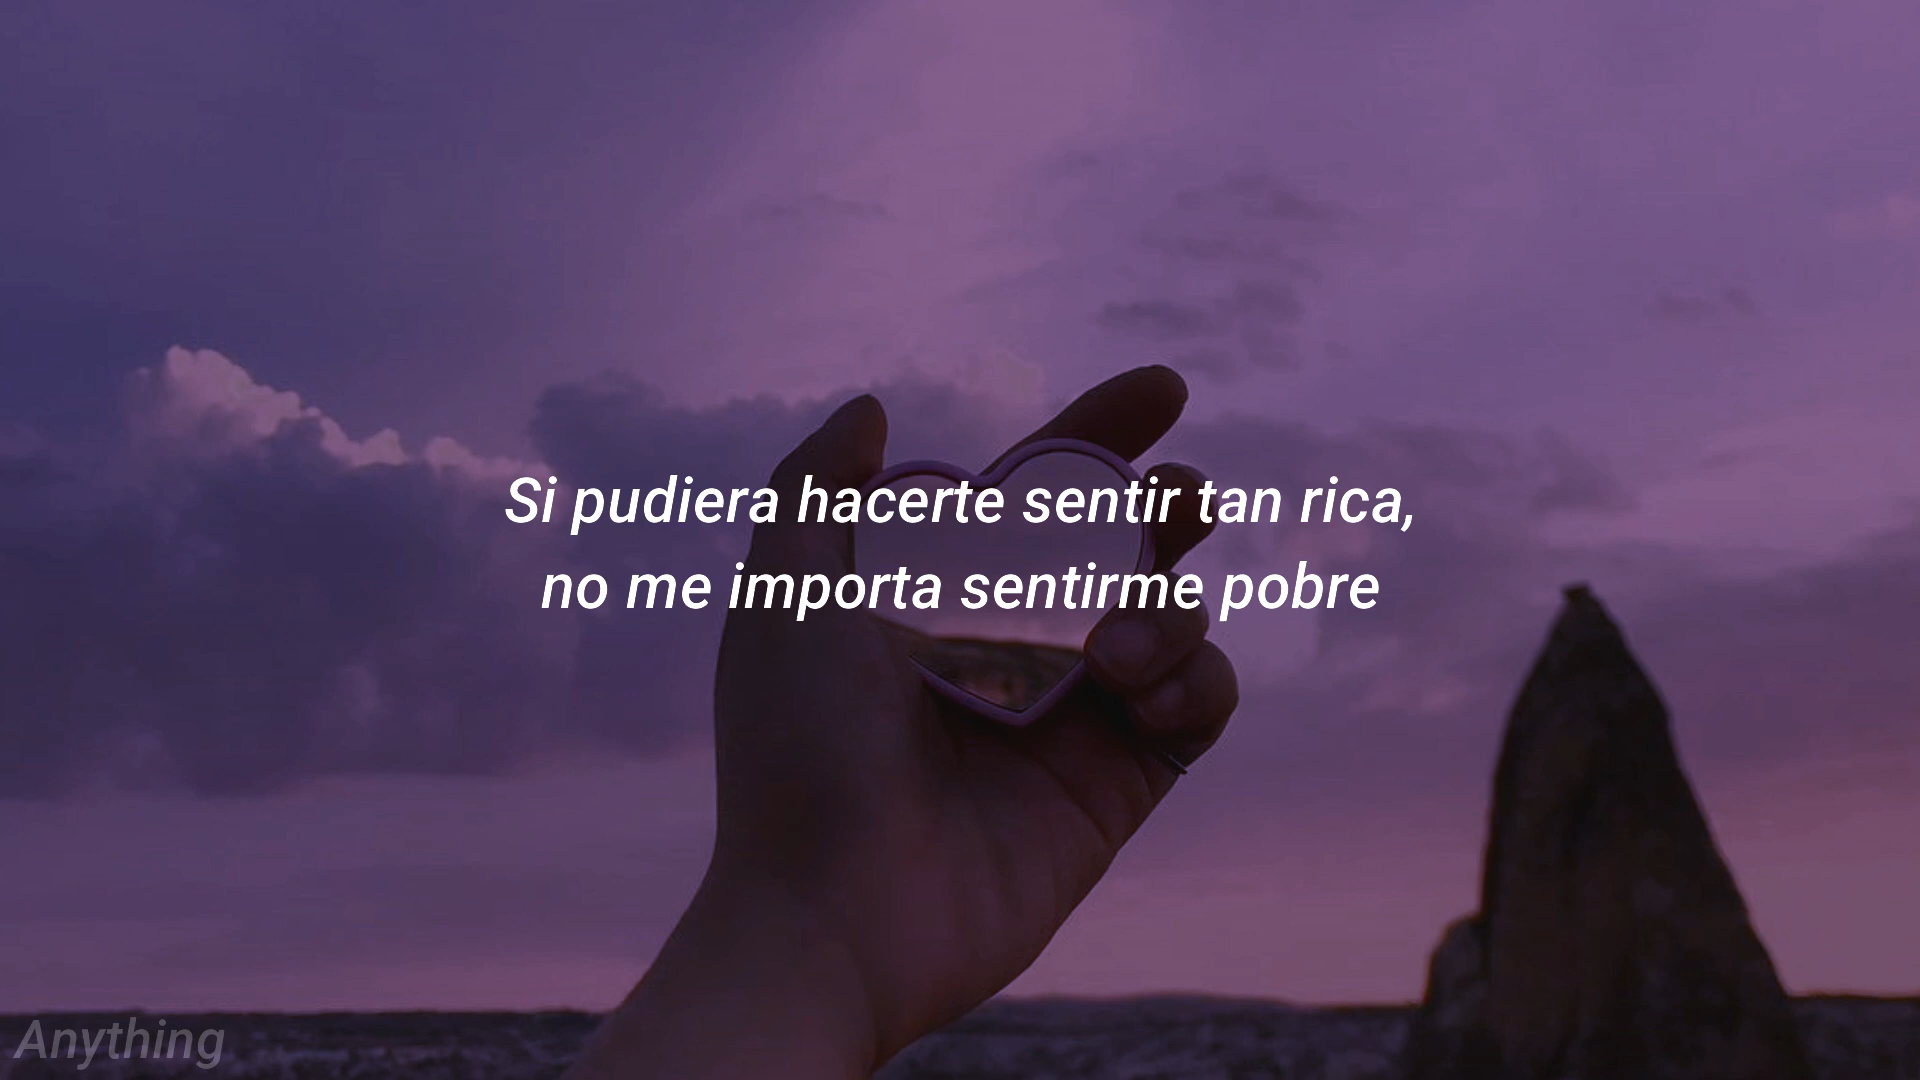 Si pudiera hacerte sentir tan rica,
no me importa sentirme pobre
Anything